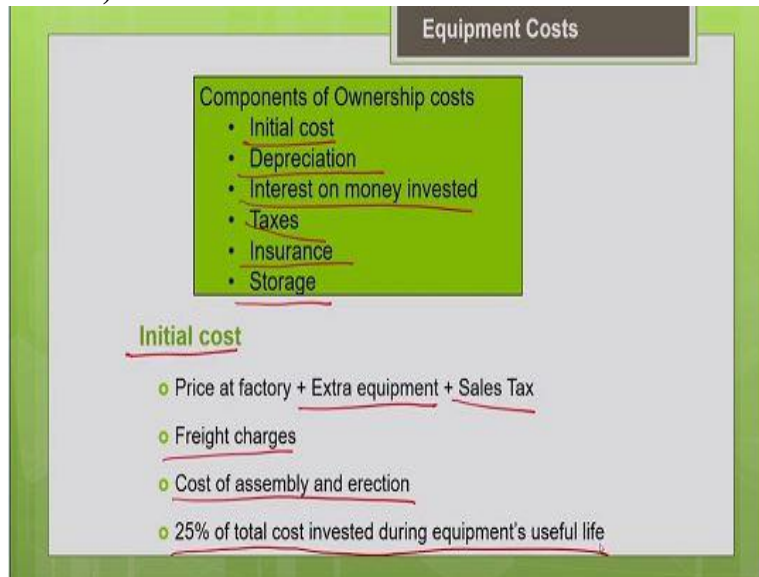 Equipment Costs
Components of Ownership costs
• Initial cost
• Depreciation
• Interest on money invested
• Taxes
• Insurance
• Storage
Initial cost
o Price at factory + Extra equipment + Sales Tax
o Freight charges
o Cost of assembly and erection
o 25% of total cost invested during equipment's useful life